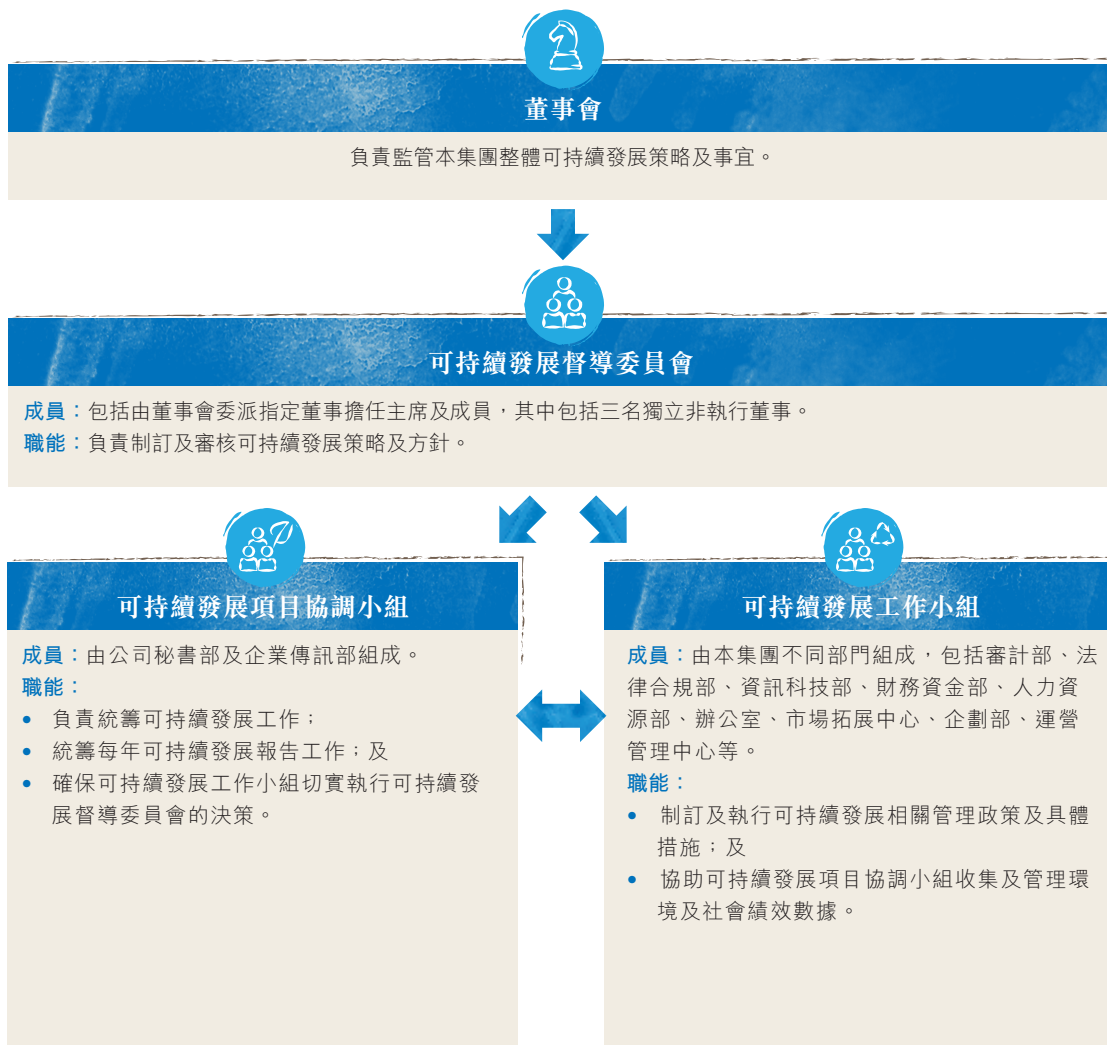 董事會
負責監管本集團整體可持續發展策略及事宜。
可持續發展督導委員會
成員：包括由董事會委派指定董事擔任主席及成員，其中包括三名獨立非執行董事。
職能：負責制訂及審核可持續發展策略及方針。
可持續發展項目協調小組
成員：由公司秘書部及企業傳訊部組成。
職能：
• 負責統籌可持續發展工作；
• 統籌每年可持續發展報告工作；及
• 確保可持續發展工作小組切實執行可持續發
展督導委員會的決策。
可持續發展工作小組
成員：由本集團不同部門組成，包括審計部、法
律合規部、資訊科技部、財務資金部、人力資
源部、辦公室、市場拓展中心、企劃部、運營
管理中心等。
職能：
• 制訂及執行可持續發展相關管理政策及具體
措施；及
• 協助可持續發展項目協調小組收集及管理環
境及社會績效數據。